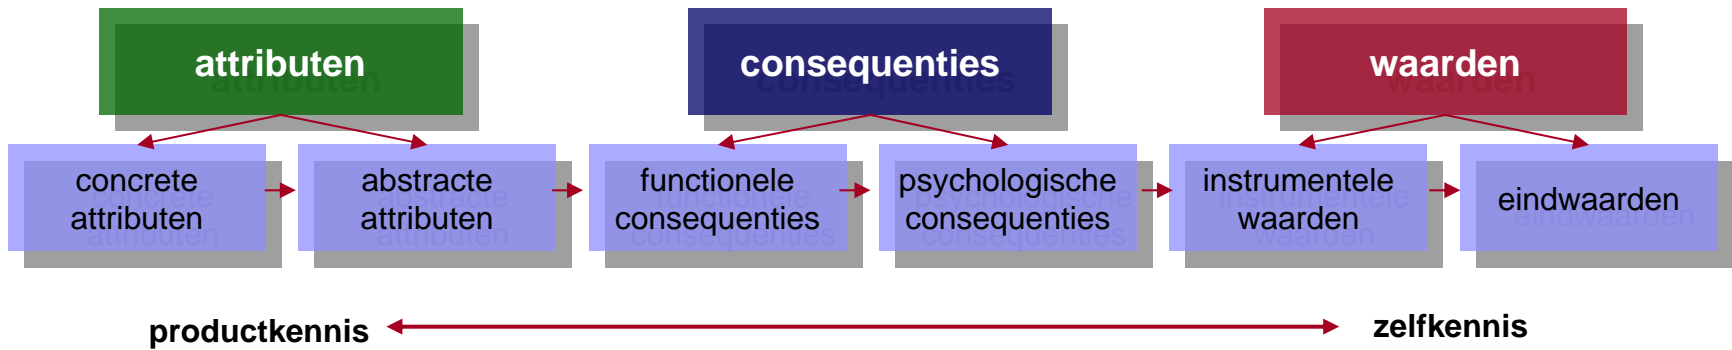 attributen
consequenties
waarden
concrete
attributen
abstracte
attributen
functionele
consequenties
psychologische
consequenties
instrumentele
waarden
eindwaarden
productkennis
zelfkennis